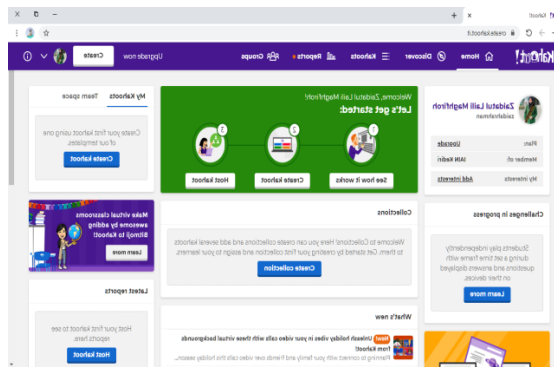 Kahoot!
create.kahoot.it
Kahoot! Home Discover Kahoots Reports Groups Upgrade now Create
Zaidatul Laili Maghfiroh
Plan Upgrade
Member of IAIN Kediri
My interests Add interests
Challenges in progress
Students play independently
during a set time frame with
questions and answers displayed
on their devices.
Learn more
Welcome, Zaidatul Laili Maghfiroh!
Let's get started:
1 2 3
See how it works Create kahoot Host kahoot
Collections
Welcome to Collections! Here you can create collections and add several kahoots
to them. Get started by creating your first collection and assign to your learners.
Create collection
What's new
New! Unleash holiday vibes in your video calls with these virtual backgrounds
from Kahoot!
Planning to connect with your family and friends over video calls this holiday season...
My Kahoots Team space
Create your first kahoot using one
of our templates.
Create kahoot
Make virtual classrooms
awesome by adding
Bitmoji to Kahoot!
Learn more
Latest reports
Host your first kahoot to see
reports here.
Host kahoot